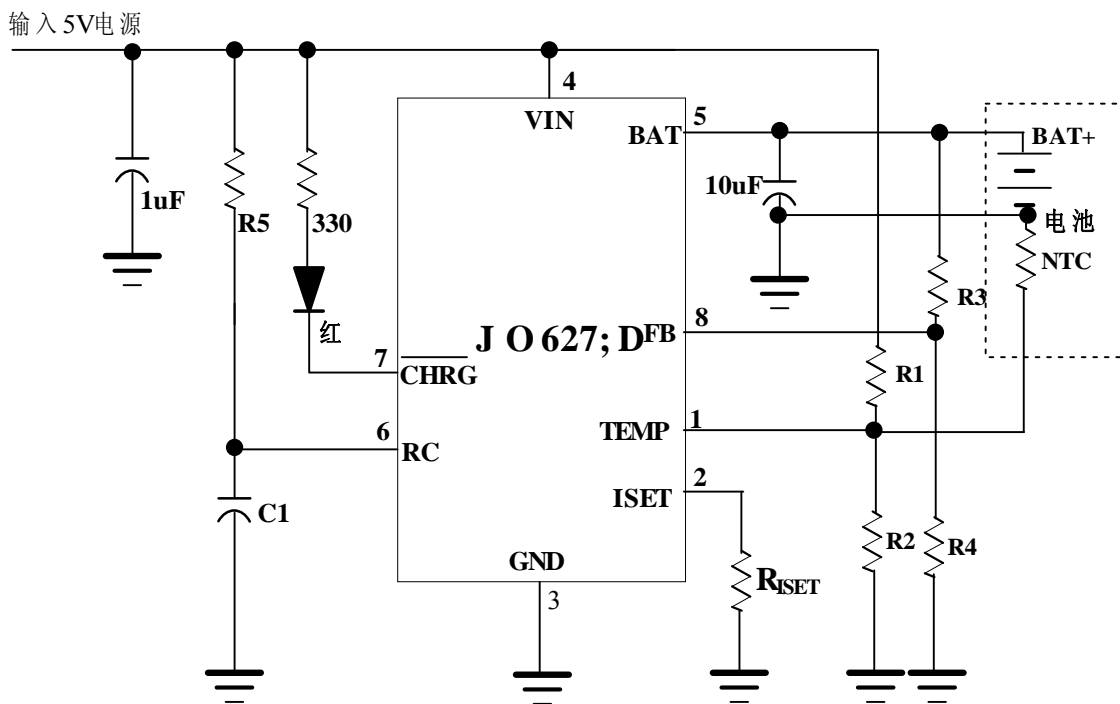 输入5V电源
4
VIN
5
BAT
BAT+
1uF
R5
330
10uF
电池
NTC
R3
红
8
JO627;D
FB
7
CHRG
R1
1
TEMP
6
RC
2
ISET
C1
R2
R4
GND
RISET
3